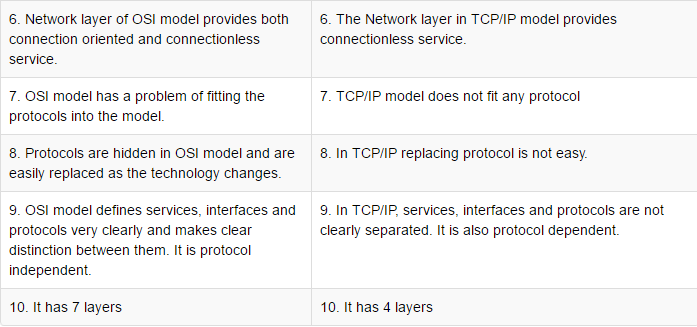 6. Network layer of OSI model provides both
connection oriented and connectionless
service.
6. The Network layer in TCP/IP model provides
connectionless service.
7. OSI model has a problem of fitting the
protocols into the model.
7. TCP/IP model does not fit any protocol
8. Protocols are hidden in OSI model and are
easily replaced as the technology changes.
8. In TCP/IP replacing protocol is not easy.
9. OSI model defines services, interfaces and
protocols very clearly and makes clear
distinction between them. It is protocol
independent.
9. In TCP/IP, services, interfaces and protocols are not
clearly separated. It is also protocol dependent.
10. It has 7 layers
10. It has 4 layers